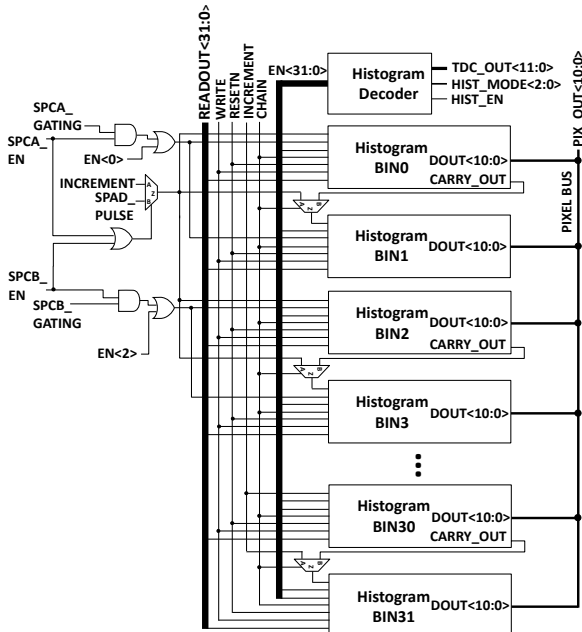 READOUT<31:0>
WRITE
RESETN
INCREMENT
CHAIN
EN<31:0>
Histogram
Decoder
TDC_OUT<11:0>
HIST_MODE<2:0>
HIST_EN
PIX_OUT<10:0>
PIXEL BUS
SPCA_
GATING
SPCA_
EN
EN<0>
INCREMENT
SPAD_
PULSE
A
Z
B
SPCB_
EN
SPCB_
GATING
EN<2>
Histogram
BIN0
DOUT<10:0>
CARRY_OUT
A
B
Z
Histogram
BIN1
DOUT<10:0>
Histogram
BIN2
DOUT<10:0>
CARRY_OUT
A
B
Z
Histogram
BIN3
DOUT<10:0>
Histogram
BIN30
DOUT<10:0>
CARRY_OUT
A
B
Z
Histogram
BIN31
DOUT<10:0>